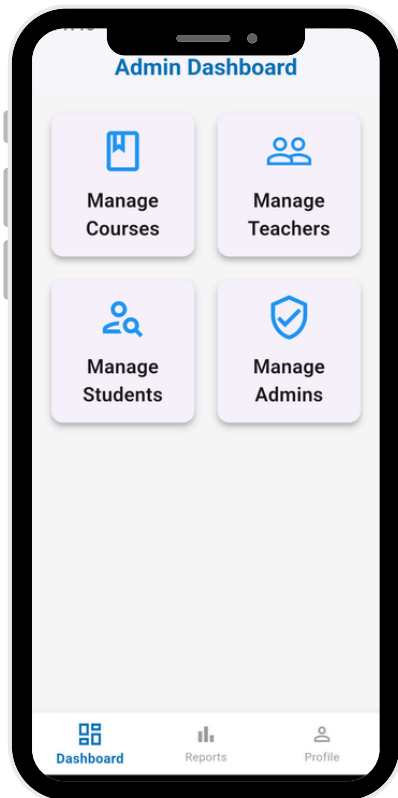 Admin Dashboard
Manage
Courses
Manage
Teachers
Manage
Students
Manage
Admins
Dashboard
Reports
Profile